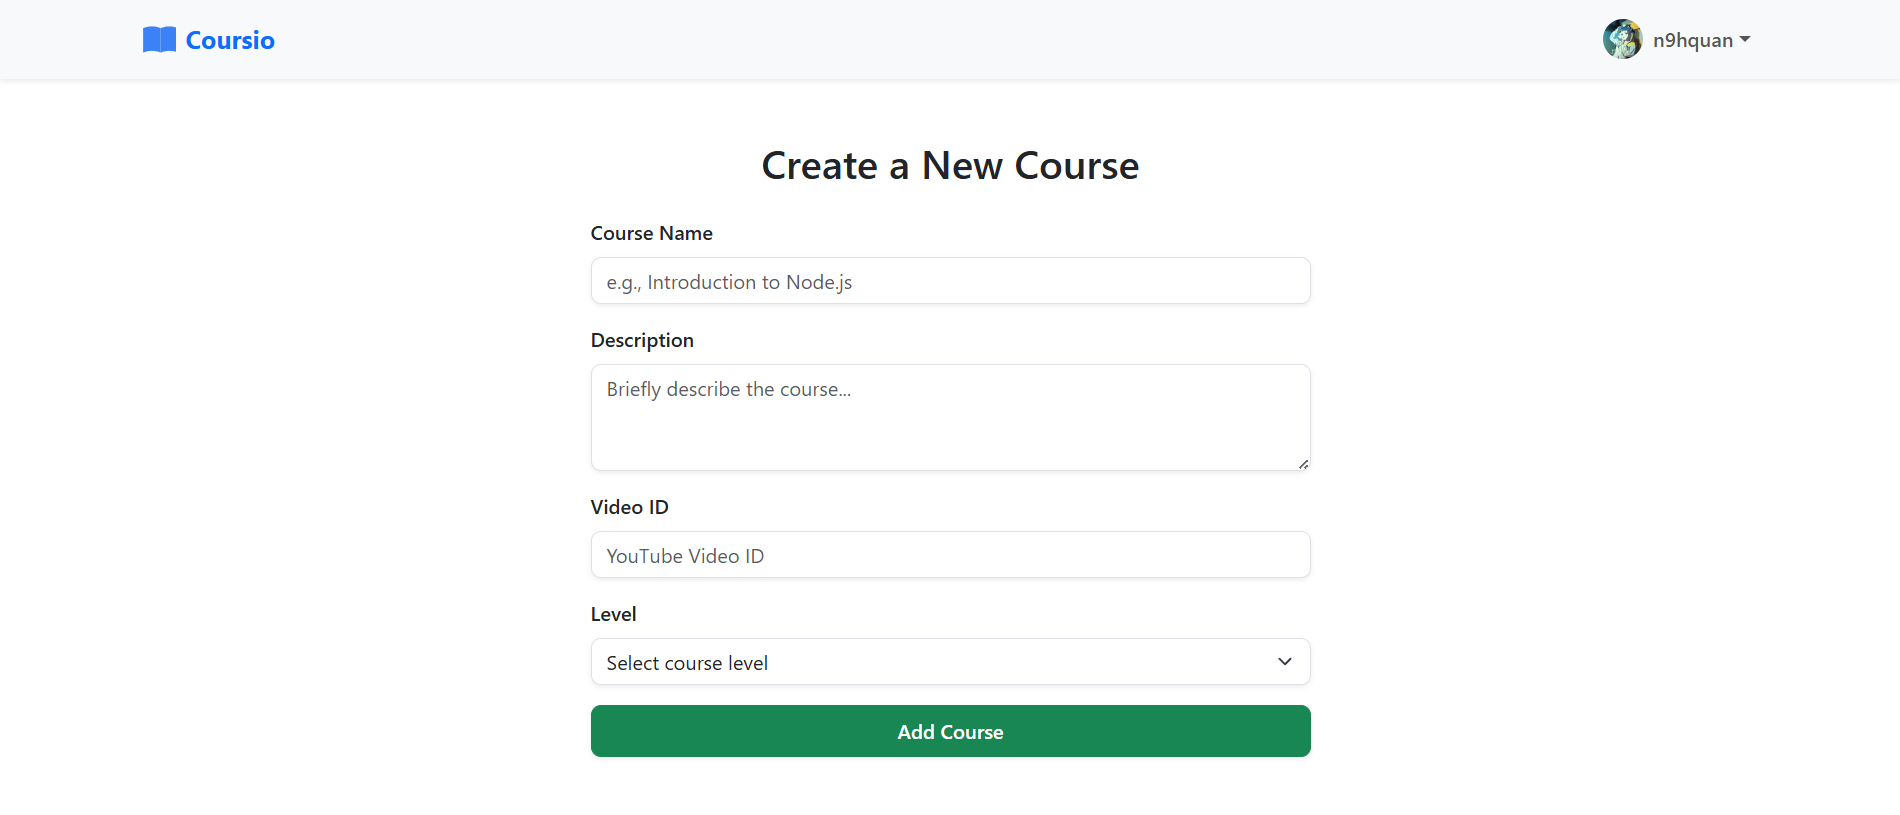 Coursio
n9hquan
Create a New Course
Course Name
e.g., Introduction to Node.js
Description
Briefly describe the course...
Video ID
YouTube Video ID
Level
Select course level
Add Course